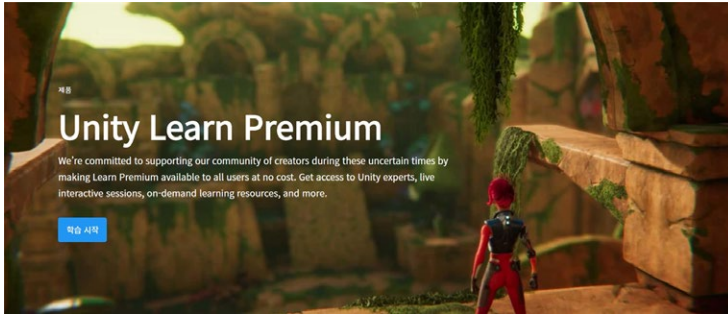 제품
Unity Learn Premium
We're committed to supporting our community of creators during these uncertain times by
making Learn Premium available to all users at no cost. Get access to Unity experts, live
interactive sessions, on-demand learning resources, and more.
학습 시작